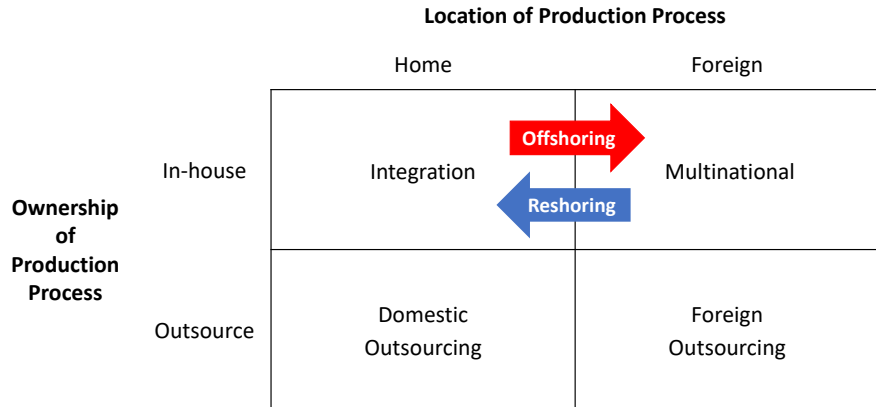 Location of Production Process
Home
Foreign
Offshoring
In-house
Integration
Multinational
Reshoring
Ownership
of
Production
Process
Outsource
Domestic
Outsourcing
Foreign
Outsourcing